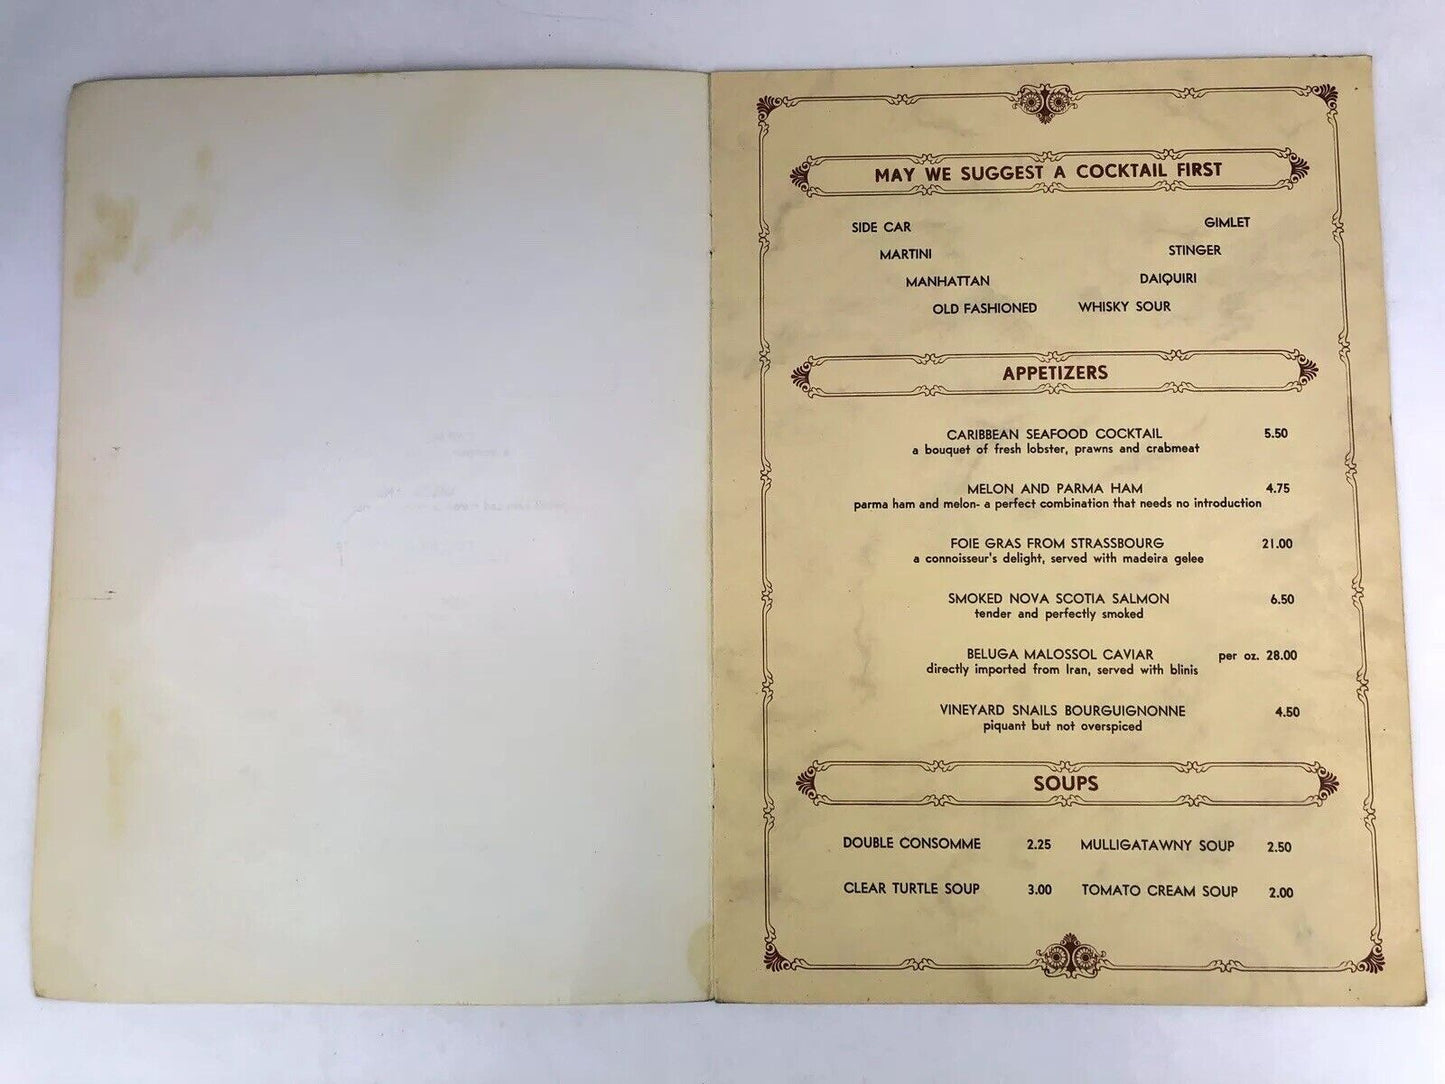 MAY WE SUGGEST A COCKTAIL FIRST
SIDE CAR GIMLET
MARTINI STINGER
MANHATTAN DAIQUIRI
OLD FASHIONED WHISKY SOUR
APPETIZERS
CARIBBEAN SEAFOOD COCKTAIL 5.50
a bouquet of fresh lobster, prawns and crabmeat
MELON AND PARMA HAM 4.75
parma ham and melon- a perfect combination that needs no introduction
FOIE GRAS FROM STRASSBOURG 21.00
a connoisseur's delight, served with madeira gelee
SMOKED NOVA SCOTIA SALMON 6.50
tender and perfectly smoked
BELUGA MALOSSOL CAVIAR per oz. 28.00
directly imported from Iran, served with blinis
VINEYARD SNAILS BOURGUIGNONNE 4.50
piquant but not overspiced
SOUPS
DOUBLE CONSOMME 2.25 MULLIGATAWNY SOUP 2.50
CLEAR TURTLE SOUP 3.00 TOMATO CREAM SOUP 2.00